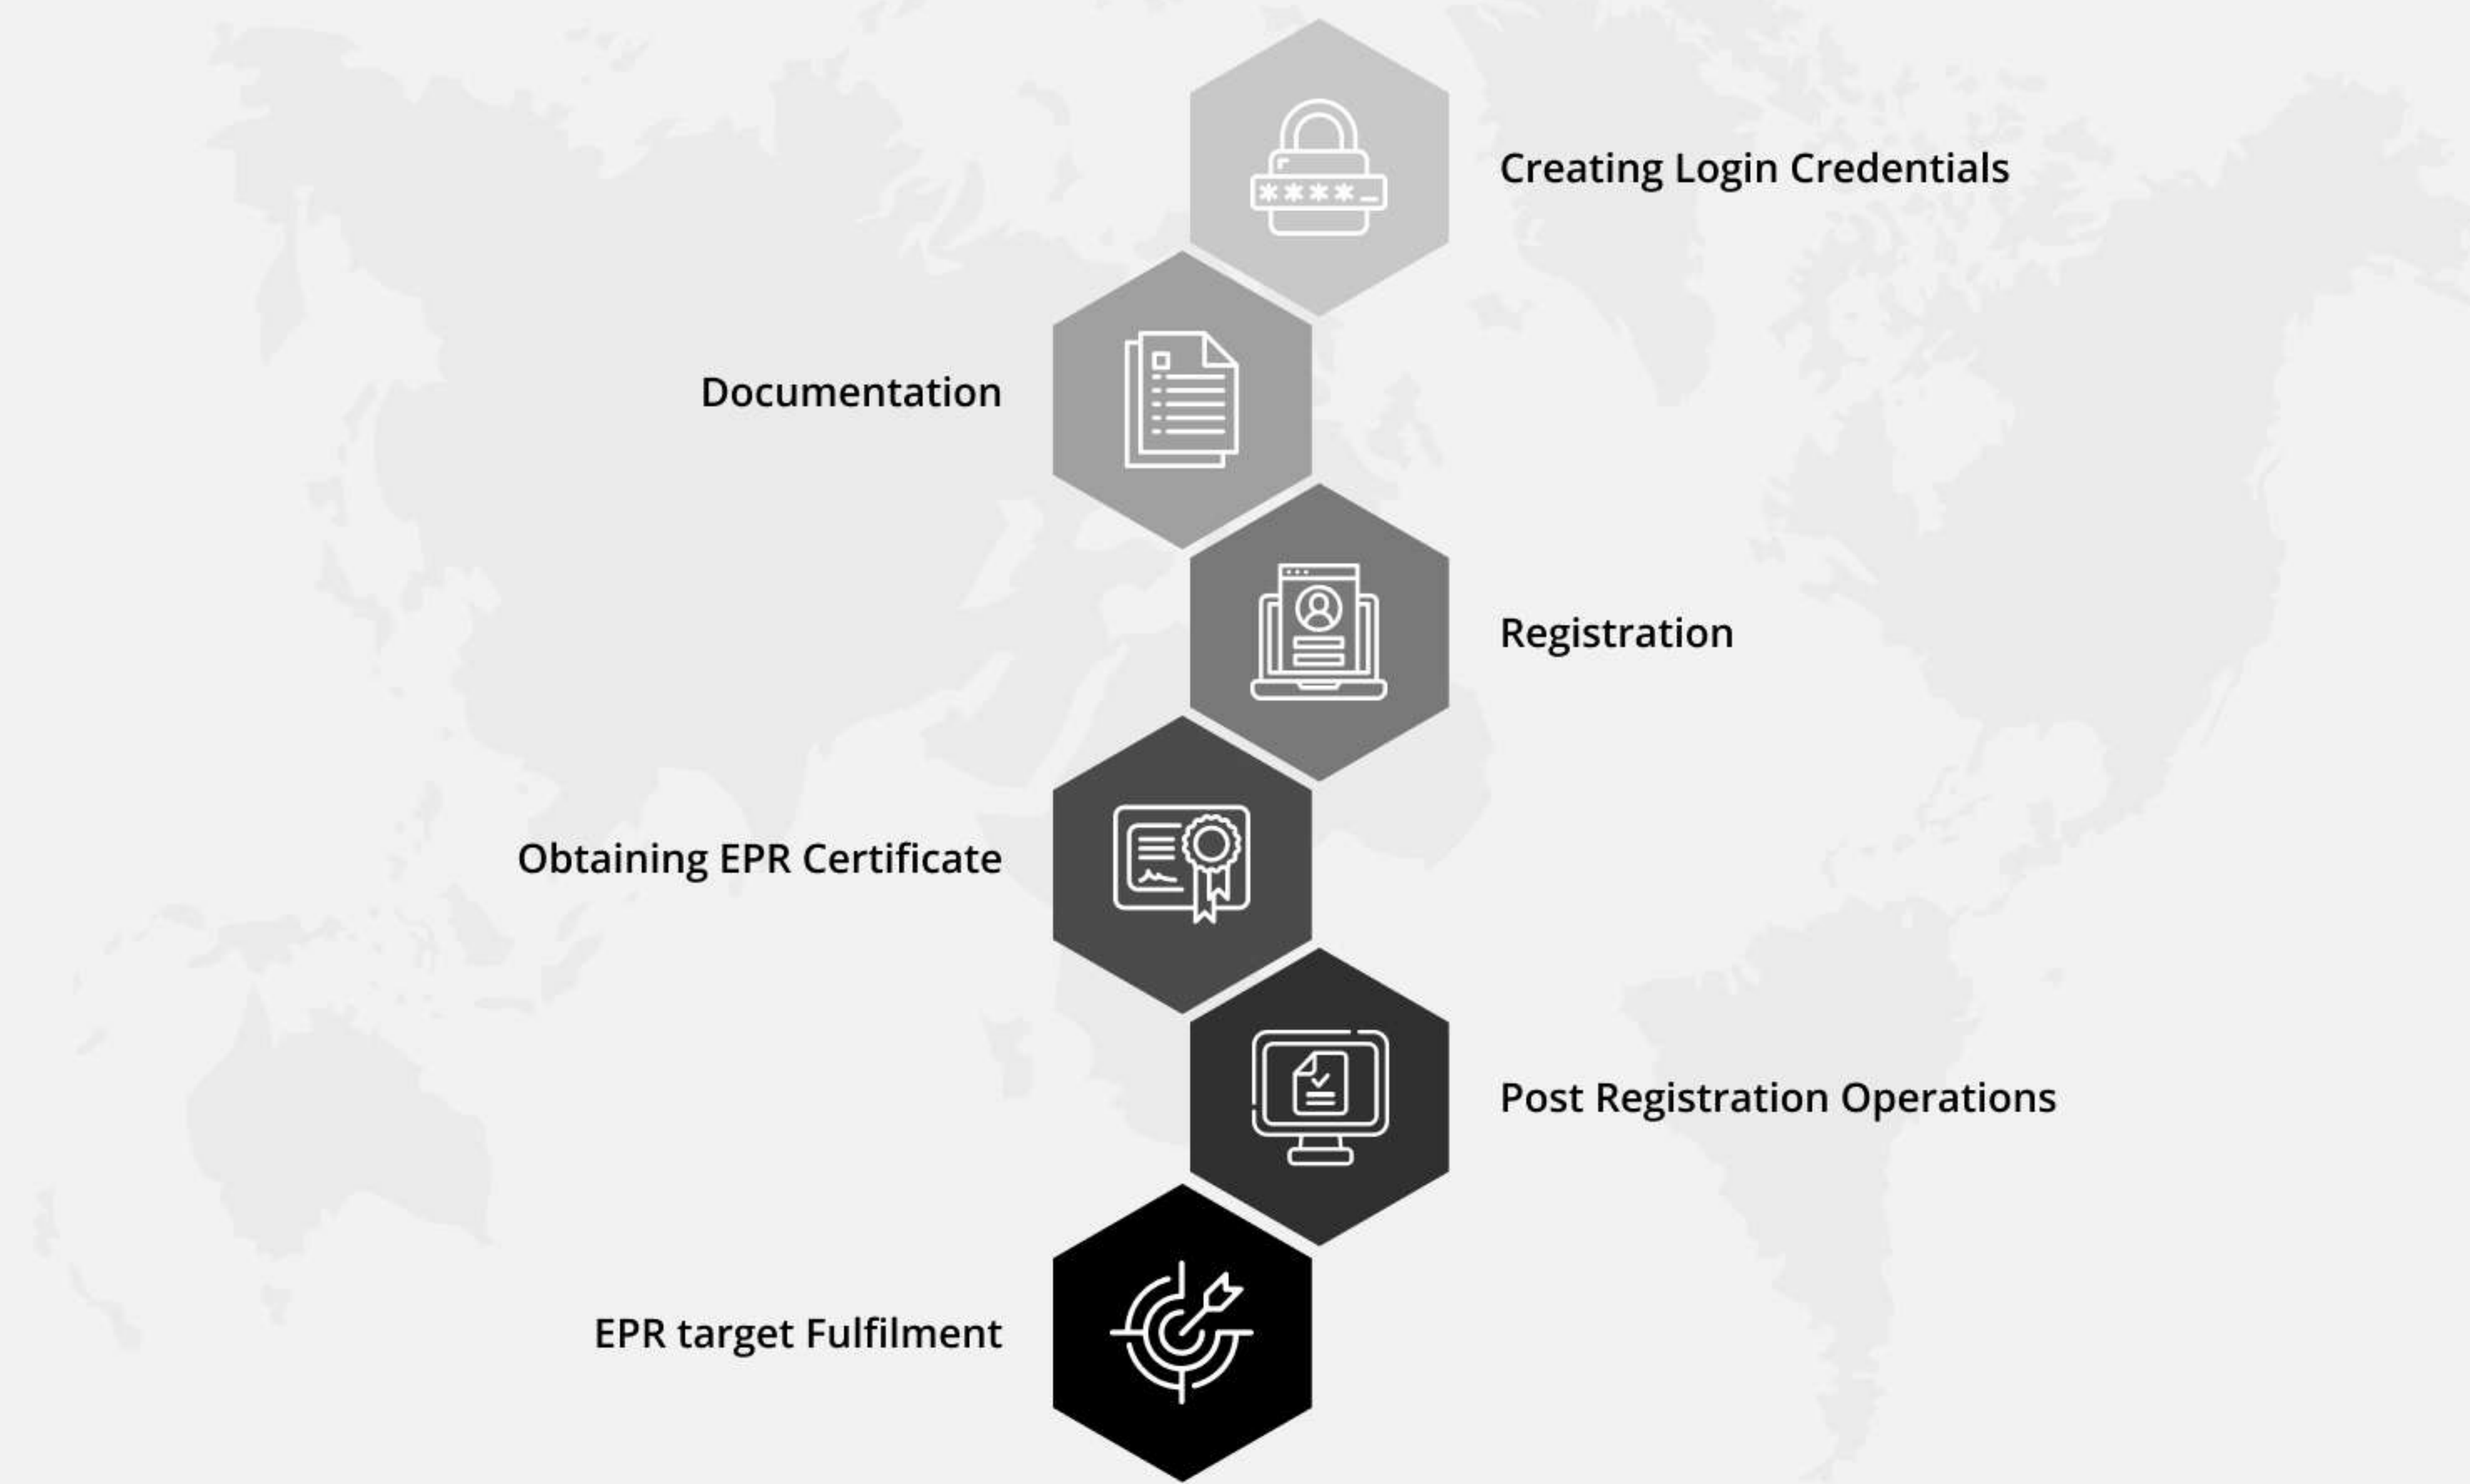 Creating Login Credentials
Documentation
Registration
Obtaining EPR Certificate
Post Registration Operations
EPR target Fulfilment